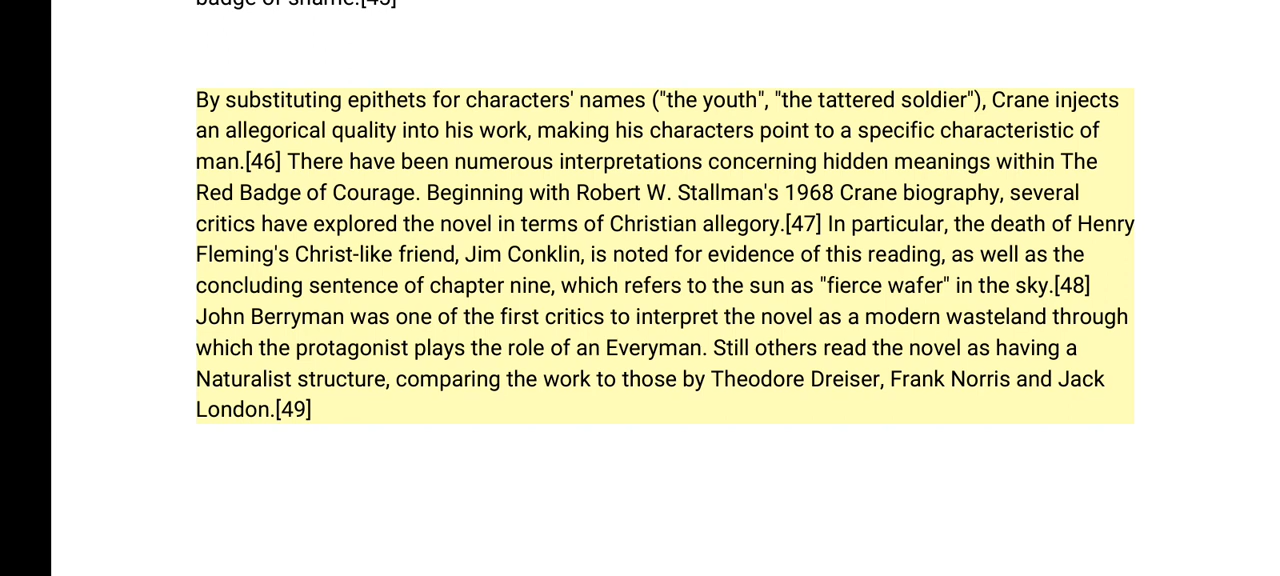 badge of shame.[45]
By substituting epithets for characters' names ("the youth", "the tattered soldier"), Crane injects
an allegorical quality into his work, making his characters point to a specific characteristic of
man.[46] There have been numerous interpretations concerning hidden meanings within The
Red Badge of Courage. Beginning with Robert W. Stallman's 1968 Crane biography, several
critics have explored the novel in terms of Christian allegory.[47] In particular, the death of Henry
Fleming's Christ-like friend, Jim Conklin, is noted for evidence of this reading, as well as the
concluding sentence of chapter nine, which refers to the sun as "fierce wafer" in the sky.[48]
John Berryman was one of the first critics to interpret the novel as a modern wasteland through
which the protagonist plays the role of an Everyman. Still others read the novel as having a
Naturalist structure, comparing the work to those by Theodore Dreiser, Frank Norris and Jack
London.[49]